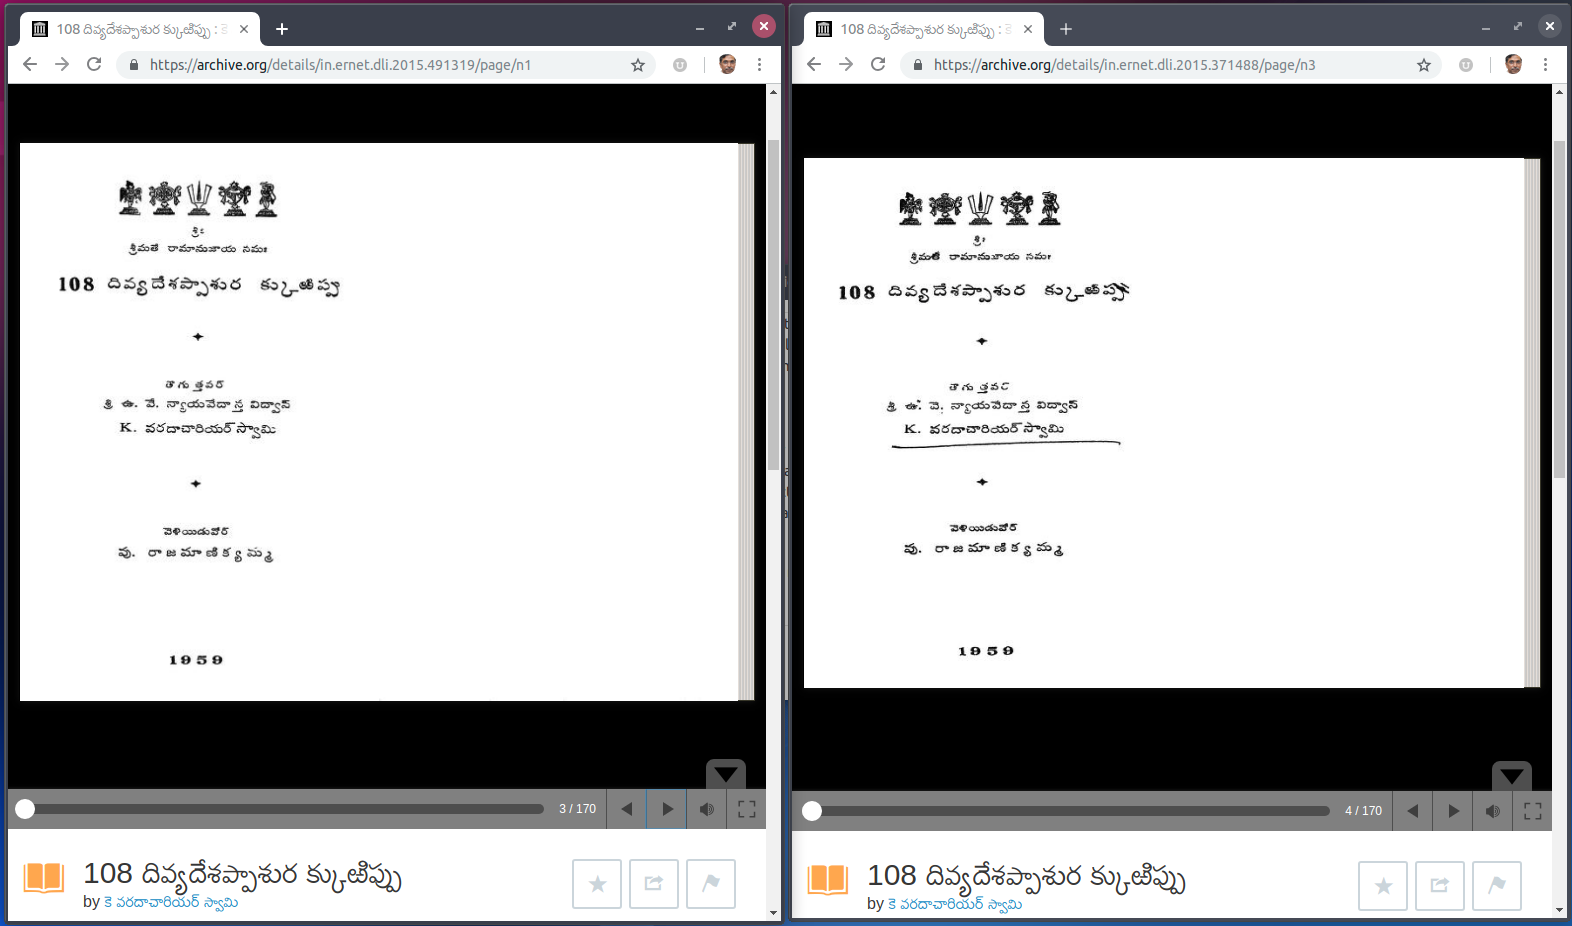 108 దివ్యదేశప్పాశుర క్కుఱిప్పు :
https://archive.org/details/in.ernet.dli.2015.491319/page/n1
శ్రీః
శ్రీమతే రామానుజాయ నమః
108 దివ్యదేశప్పాశుర క్కుఱిప్పు
తొగుత్తవర్
శ్రీ ఉ. వే. న్యాయవేదాన్త విద్వాన్
K. వరదాచారియర్ స్వామి
వెళియిడువోర్
వు. రాజమాణిక్యమ్మ
1959
3 / 170
108 దివ్యదేశప్పాశుర క్కుఱిప్పు
by కె వరదాచారియర్ స్వామి
108 దివ్యదేశప్పాశుర క్కుఱిప్పు :
https://archive.org/details/in.ernet.dli.2015.371488/page/n3
శ్రీః
శ్రీమతే రామానుజాయ నమః
108 దివ్యదేశప్పాశుర క్కుఱిప్పు
తొగుత్తవర్
శ్రీ ఉ. వే. న్యాయవేదాన్త విద్వాన్
K. వరదాచారియర్ స్వామి
వెళియిడువోర్
వు. రాజమాణిక్యమ్మ
1959
4 / 170
108 దివ్యదేశప్పాశుర క్కుఱిప్పు
by కె వరదాచారియర్ స్వామి